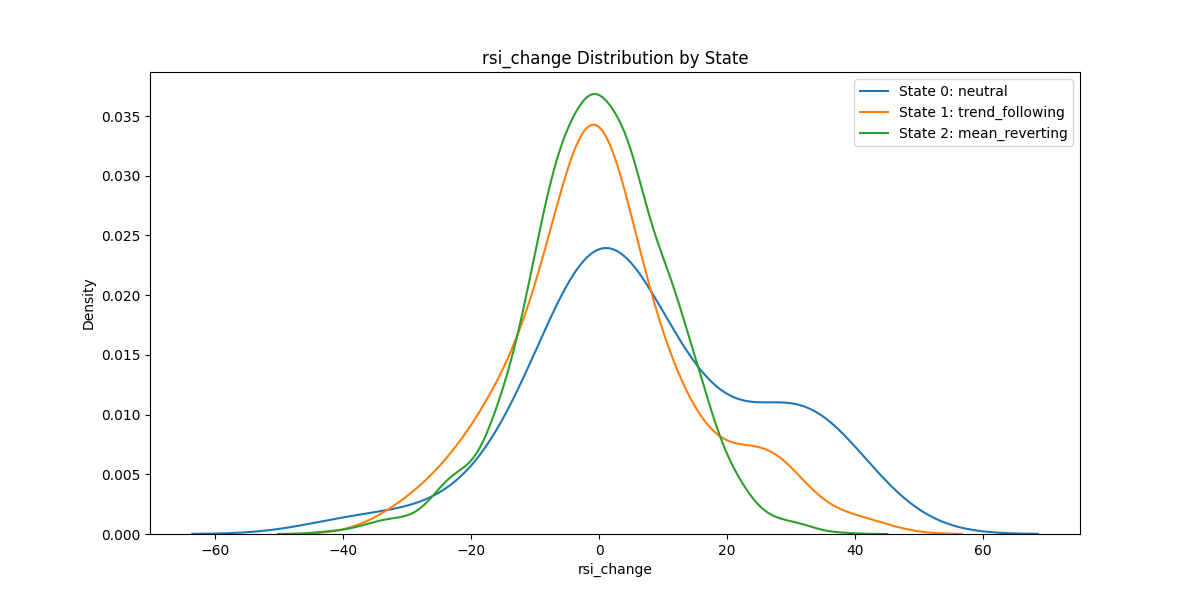 rsi_change Distribution by State
State 0: neutral
State 1: trend_following
State 2: mean_reverting
Density
0.035
0.030
0.025
0.020
0.015
0.010
0.005
0.000
−60 −40 −20 0 20 40 60
rsi_change